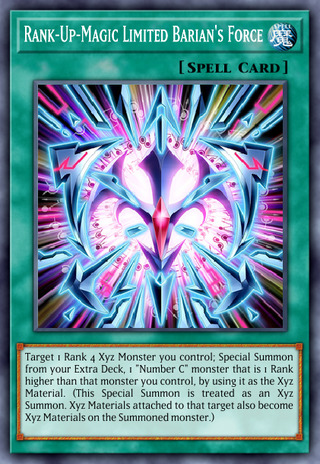 Rank-Up-Magic Limited Barian's Force
魔
[Spell Card]
Target 1 Rank 4 Xyz Monster you control; Special Summon
from your Extra Deck, 1 "Number C" monster that is 1 Rank
higher than that monster you control, by using it as the Xyz
Material. (This Special Summon is treated as an Xyz
Summon. Xyz Materials attached to that target also become
Xyz Materials on the Summoned monster.)